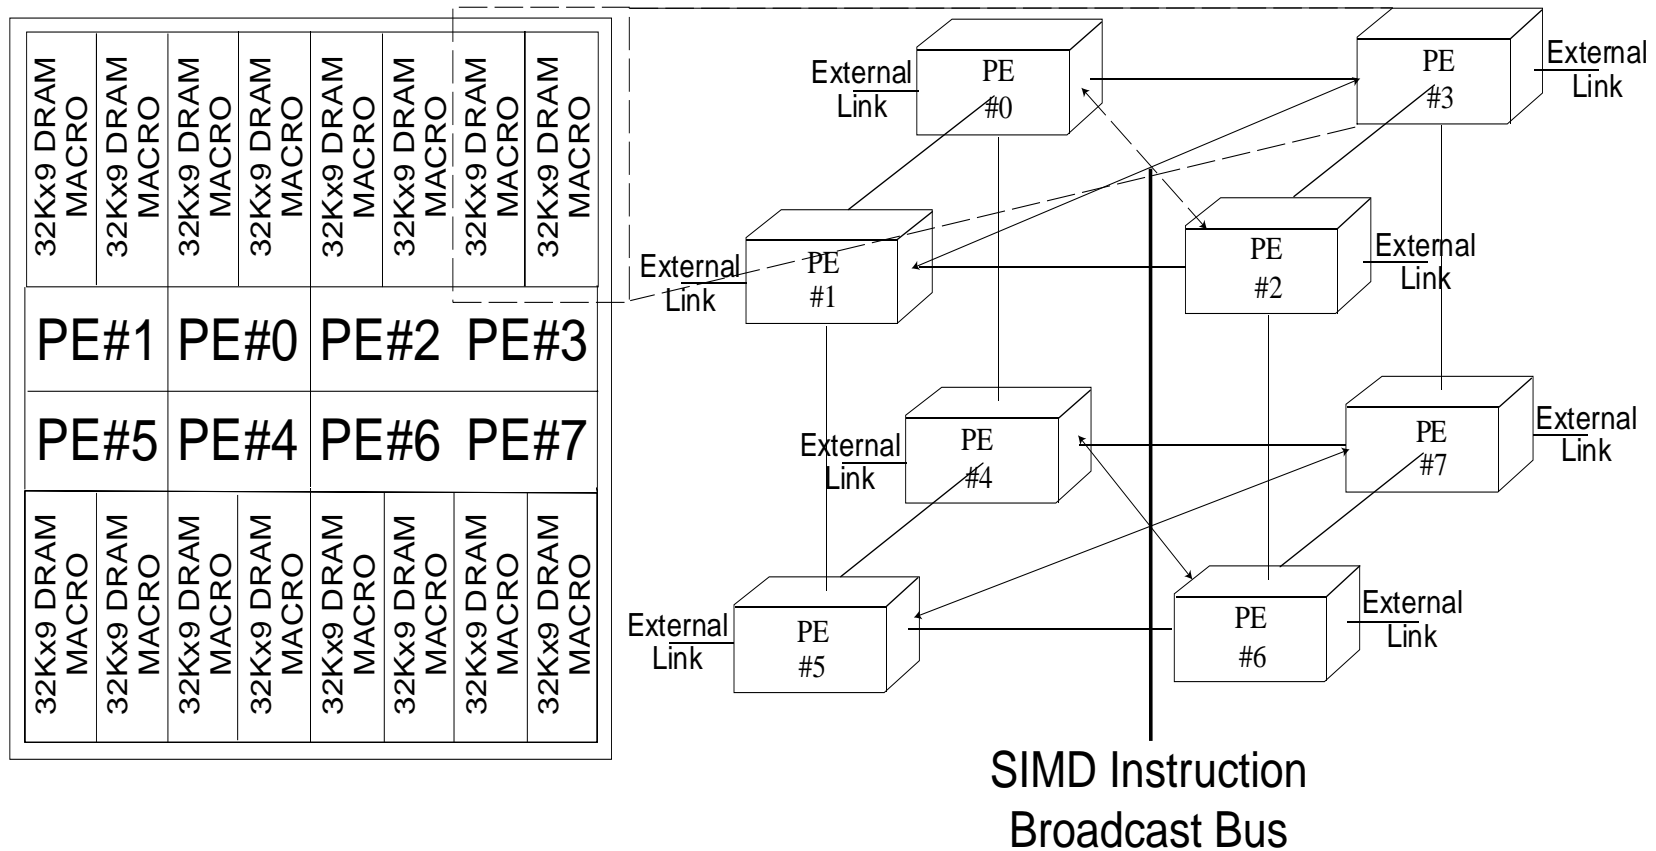 32Kx9 DRAM
MACRO
32Kx9 DRAM
MACRO
32Kx9 DRAM
MACRO
32Kx9 DRAM
MACRO
32Kx9 DRAM
MACRO
32Kx9 DRAM
MACRO
32Kx9 DRAM
MACRO
32Kx9 DRAM
MACRO
PE#1 PE#0 PE#2 PE#3
PE#5 PE#4 PE#6 PE#7
32Kx9 DRAM
MACRO
32Kx9 DRAM
MACRO
32Kx9 DRAM
MACRO
32Kx9 DRAM
MACRO
32Kx9 DRAM
MACRO
32Kx9 DRAM
MACRO
32Kx9 DRAM
MACRO
32Kx9 DRAM
MACRO
External
Link
PE
#0
PE
#3
External
Link
External
Link
PE
#1
PE
#2
External
Link
External
Link
PE
#4
PE
#7
External
Link
External
Link
PE
#5
PE
#6
External
Link
SIMD Instruction
Broadcast Bus